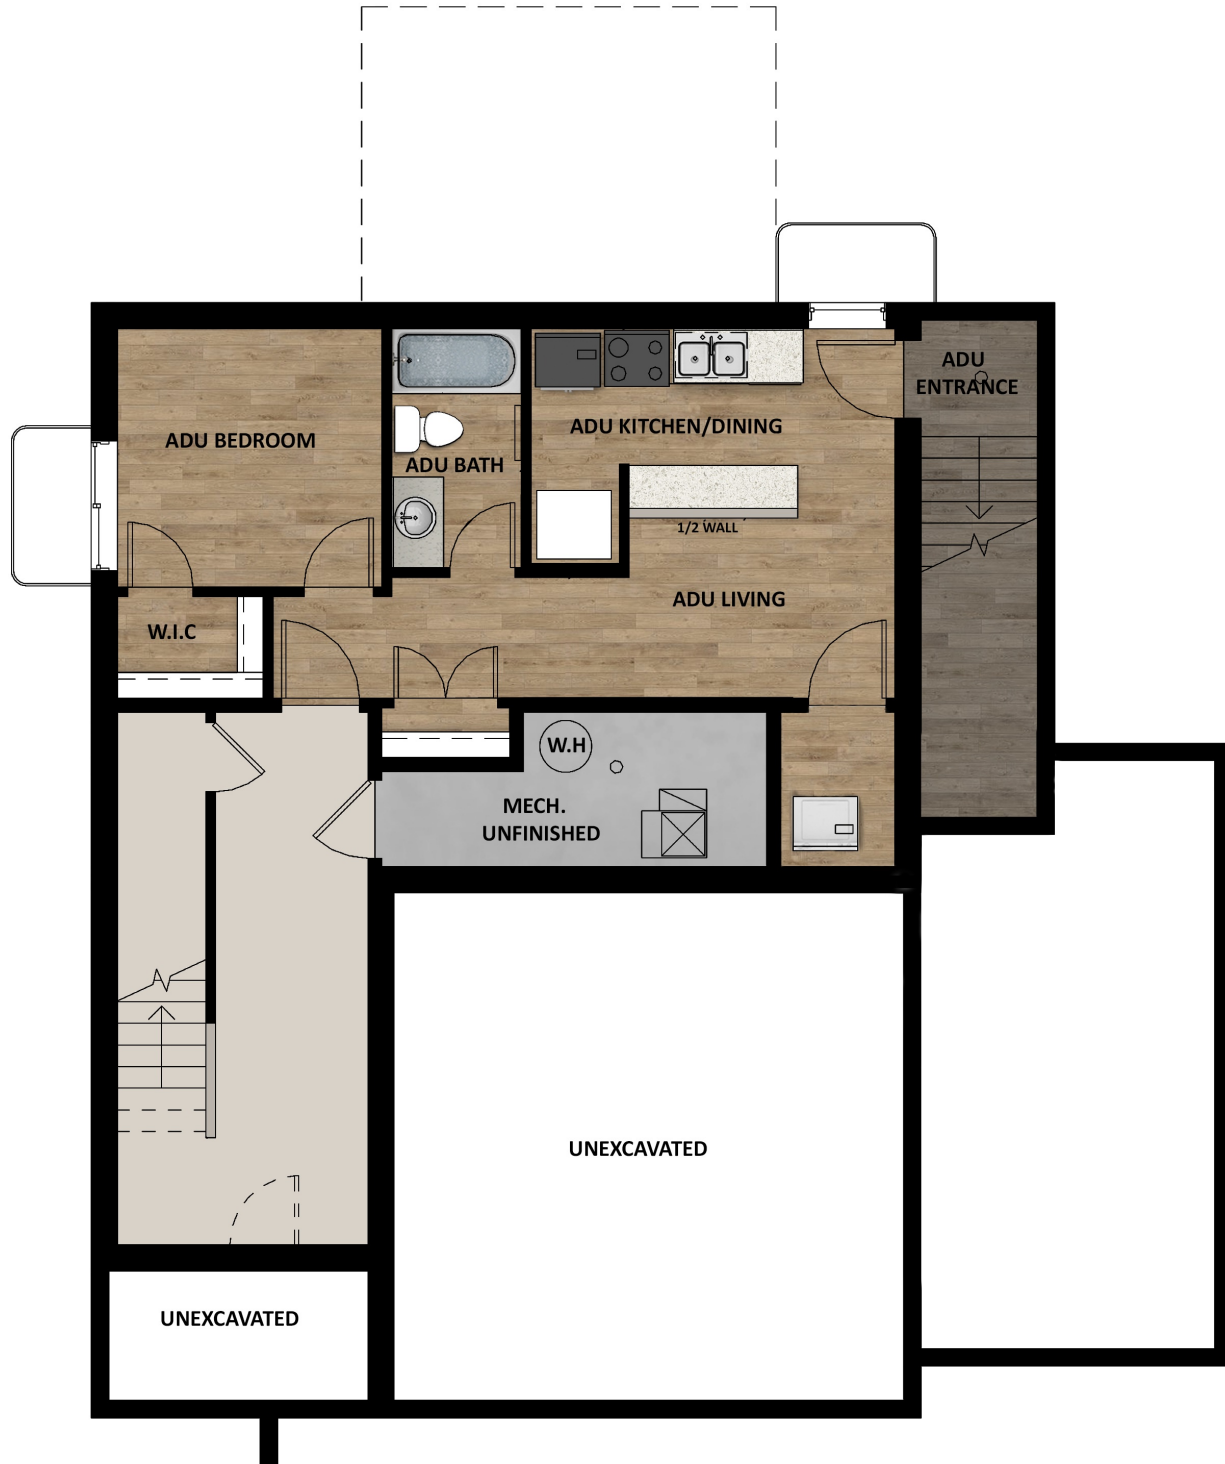 ADU
ENTRANCE
ADU KITCHEN/DINING
ADU BEDROOM
ADU BATH
1/2 WALL
ADU LIVING
W.I.C
W.H
MECH.
UNFINISHED
UNEXCAVATED
UNEXCAVATED